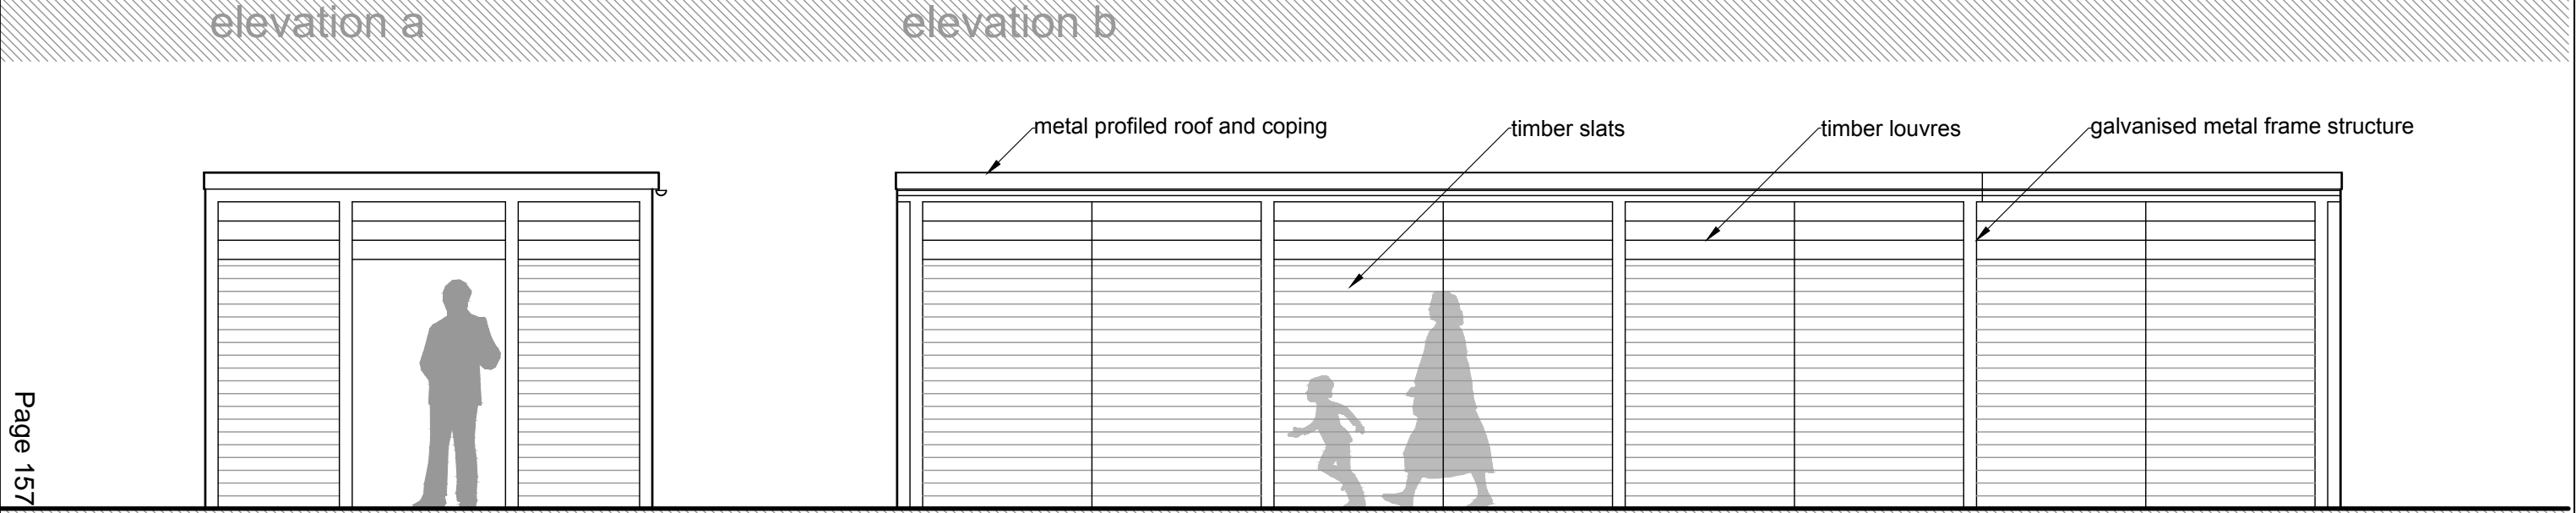 elevation a
elevation b
metal profiled roof and coping
timber slats
timber louvres
galvanised metal frame structure
Page 157